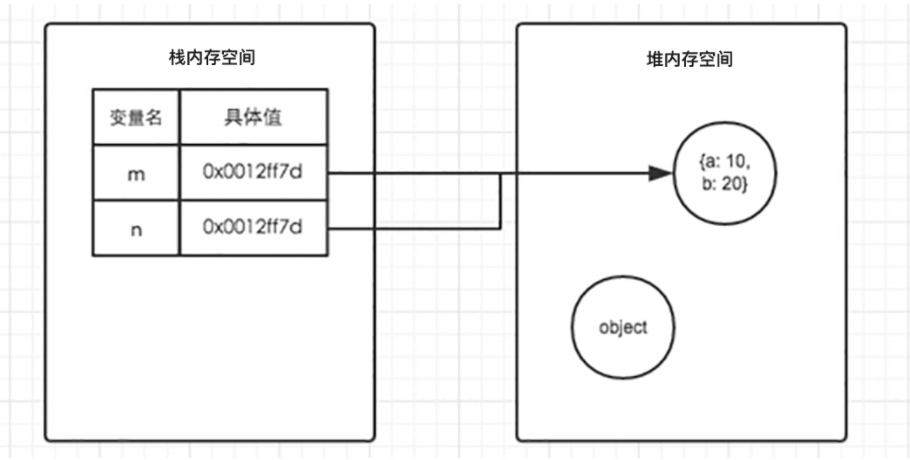 栈内存空间
堆内存空间
变量名
具体值
m
0x0012ff7d
n
0x0012ff7d
{a: 10,
b: 20}
object